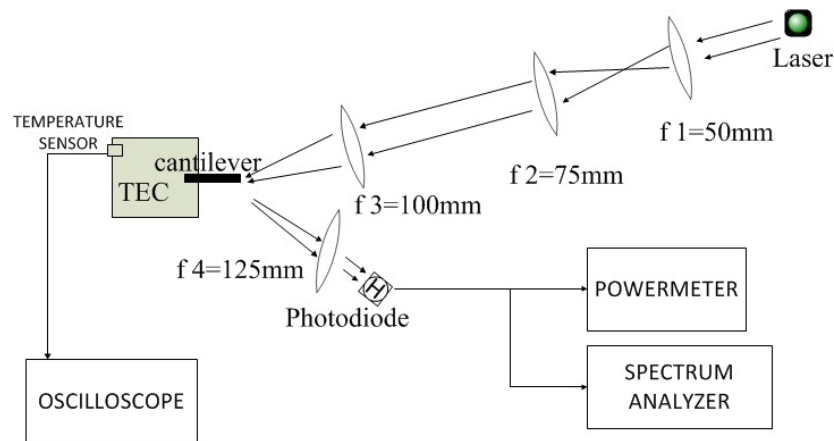 Laser
f 1=50mm
f 2=75mm
f 3=100mm
TEMPERATURE
SENSOR
cantilever
TEC
f 4=125mm
H
Photodiode
POWERMETER
SPECTRUM
ANALYZER
OSCILLOSCOPE